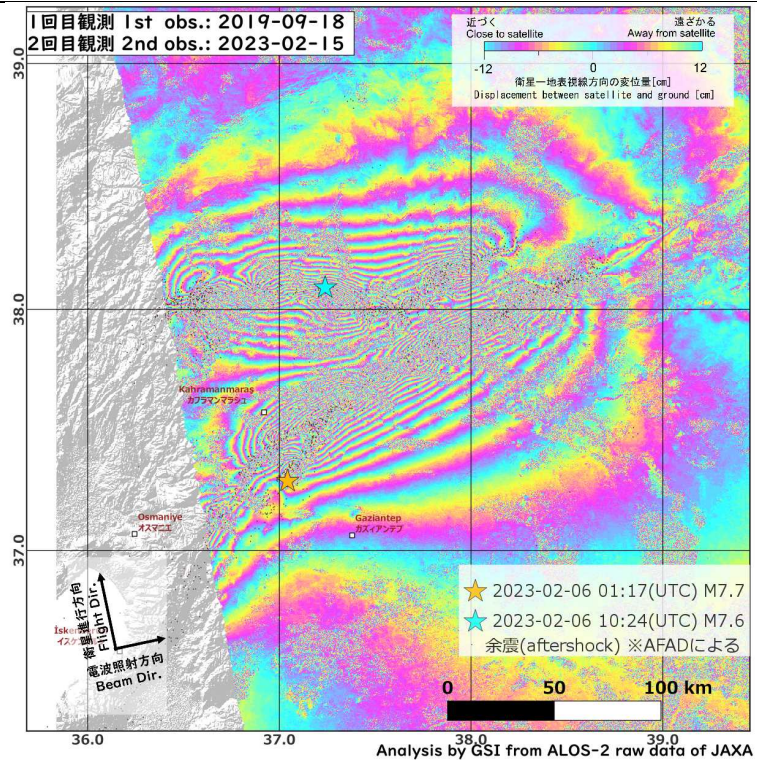 1回目観測 1st obs.: 2019-09-18
2回目観測 2nd obs.: 2023-02-15
近づく 遠ざかる
Close to satellite Away from satellite
-12 0 12
衛星－地表視線方向の変位量[cm]
Displacement between satellite and ground [cm]
39.0
38.0
37.0
Kahramanmaraş
カフラマンマラシュ
Osmaniye
オスマニエ
Gaziantep
ガズィアンテプ
衛星進行方向
Flight Dir.
電波照射方向
Beam Dir.
2023-02-06 01:17(UTC) M7.7
2023-02-06 10:24(UTC) M7.6
余震(aftershock) ※AFADによる
0 50 100 km
36.0 37.0 38.0 39.0
Analysis by GSI from ALOS-2 raw data of JAXA